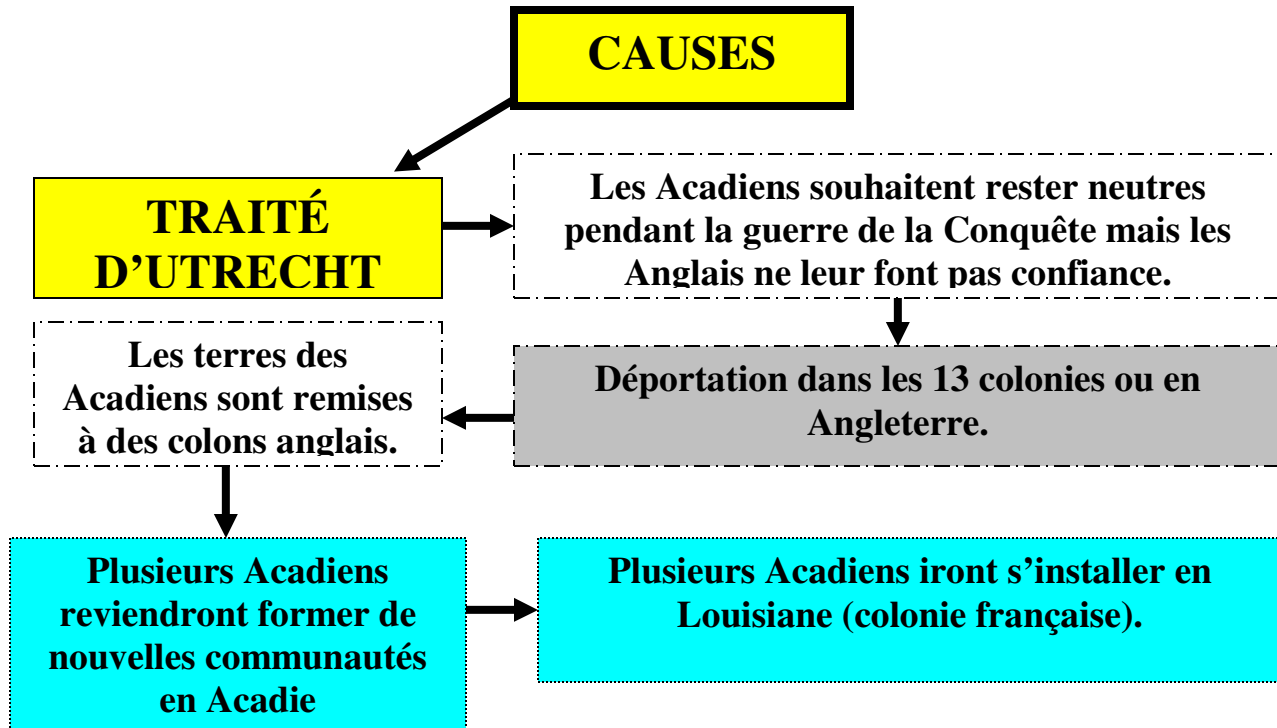 CAUSES
TRAITÉ
D’UTRECHT
Les Acadiens souhaitent rester neutres
pendant la guerre de la Conquête mais les
Anglais ne leur font pas confiance.
Déportation dans les 13 colonies ou en
Angleterre.
Les terres des
Acadiens sont remises
à des colons anglais.
Plusieurs Acadiens
reviendront former de
nouvelles communautés
en Acadie
Plusieurs Acadiens iront s’installer en
Louisiane (colonie française).